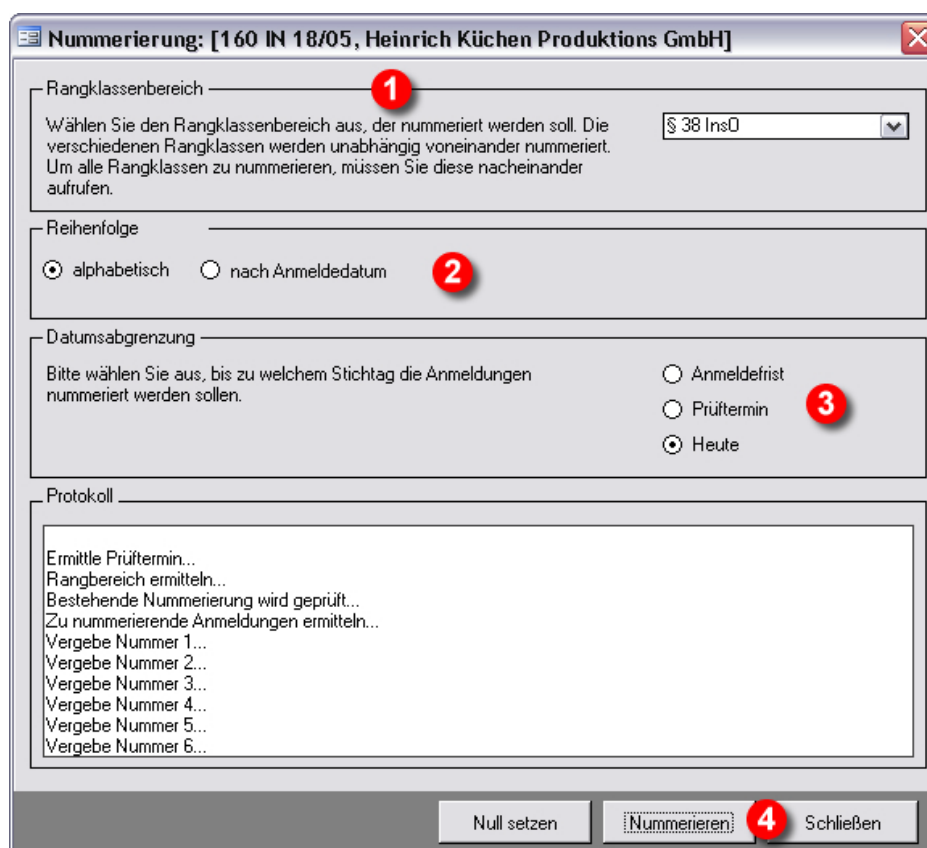 Nummerierung: [160 IN 18/05, Heinrich Küchen Produktions GmbH]
Rangklassenbereich
1
Wählen Sie den Rangklassenbereich aus, der nummeriert werden soll. Die
verschiedenen Rangklassen werden unabhängig voneinander nummeriert.
Um alle Rangklassen zu nummerieren, müssen Sie diese nacheinander
aufrufen.
§ 38 InsO
Reihenfolge
alphabetisch
nach Anmeldedatum
2
Datumsabgrenzung
Bitte wählen Sie aus, bis zu welchem Stichtag die Anmeldungen
nummeriert werden sollen.
Anmeldefrist
Prüftermin
Heute
3
Protokoll
Ermittle Prüftermin...
Rangbereich ermitteln...
Bestehende Nummerierung wird geprüft...
Zu nummerierende Anmeldungen ermitteln...
Vergebe Nummer 1...
Vergebe Nummer 2...
Vergebe Nummer 3...
Vergebe Nummer 4...
Vergebe Nummer 5...
Vergebe Nummer 6...
Null setzen
Nummerieren
4
Schließen